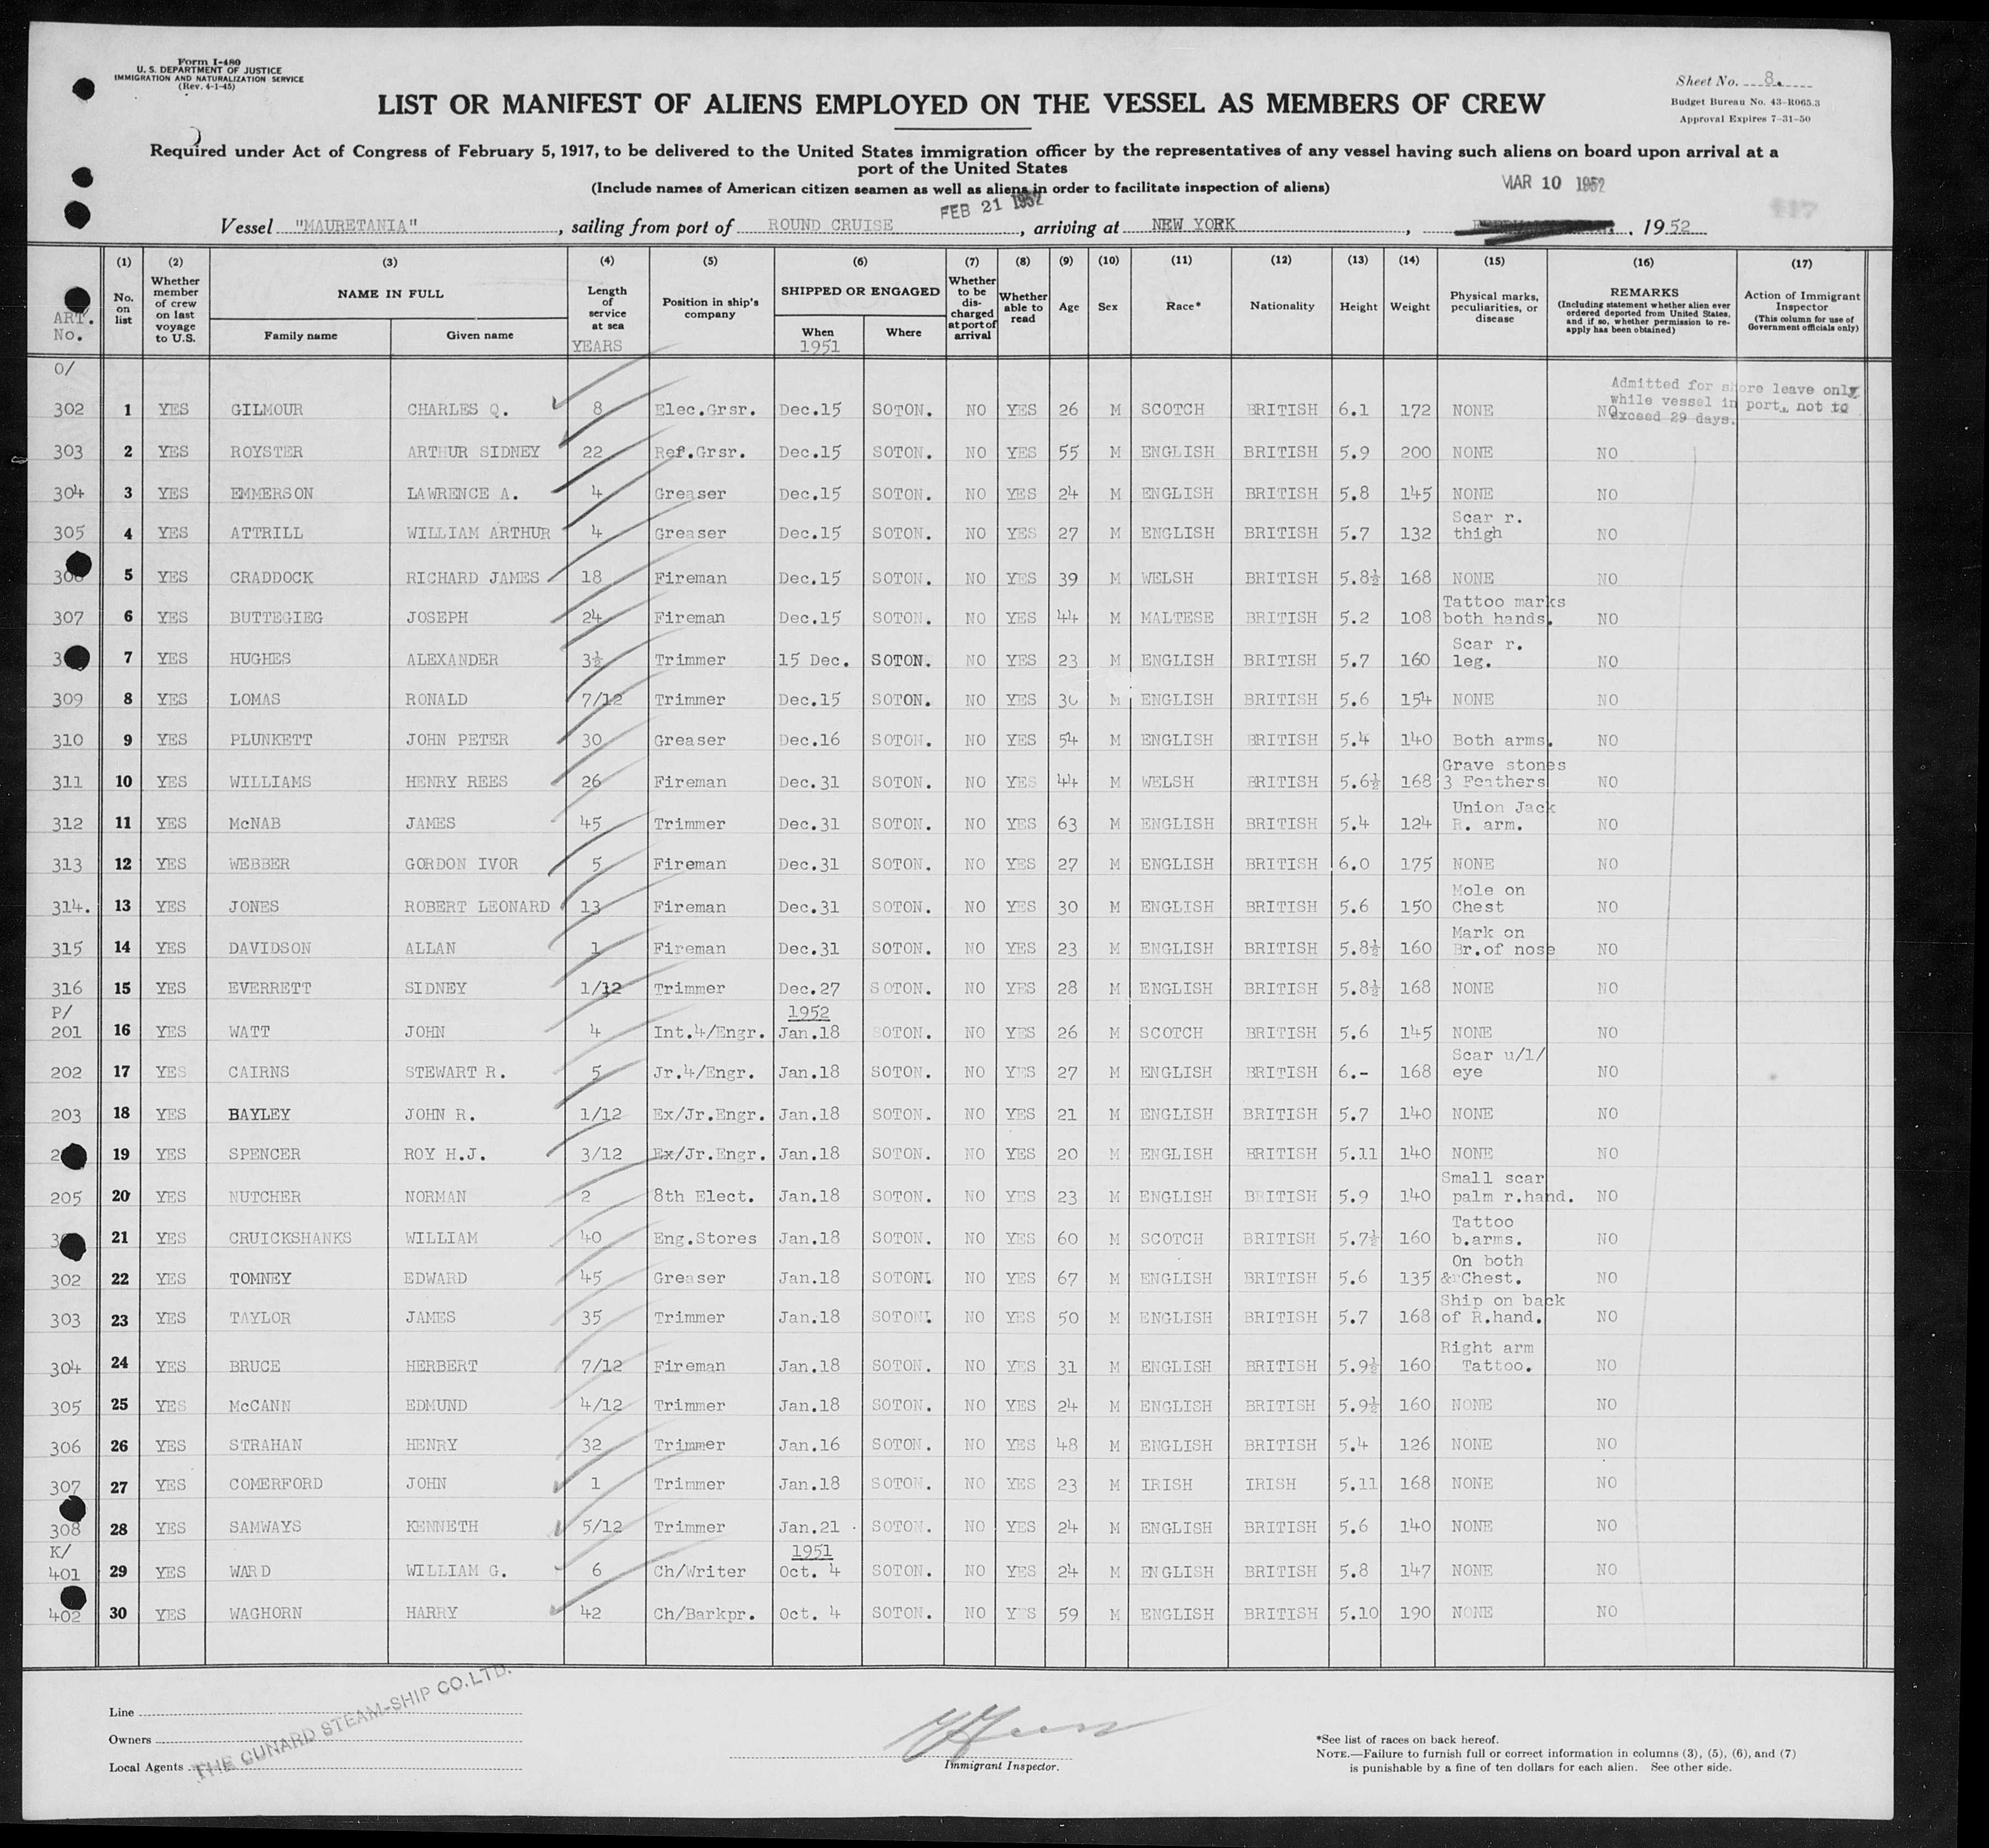 Form I-480
U. S. DEPARTMENT OF JUSTICE
IMMIGRATION AND NATURALIZATION SERVICE
(Rev. 4-1-45)
Sheet No. 8.
Budget Bureau No. 43-R065.3
Approval Expires 7-31-50
LIST OR MANIFEST OF ALIENS EMPLOYED ON THE VESSEL AS MEMBERS OF CREW
Required under Act of Congress of February 5, 1917, to be delivered to the United States immigration officer by the representatives of any vessel having such aliens on board upon arrival at a
port of the United States
(Include names of American citizen seamen as well as aliens in order to facilitate inspection of aliens)
MAR 10 1952
FEB 21 1952
Vessel "MAURETANIA", sailing from port of ROUND CRUISE, arriving at NEW YORK, 1952
(1) (2) (3) (4) (5) (6) (7) (8) (9) (10) (11) (12) (13) (14) (15) (16) (17)
ART. No.
No. on list
Whether member of crew on last voyage to U.S.
NAME IN FULL
Family name
Given name
Length of service at sea
YEARS
Position in ship's company
SHIPPED OR ENGAGED
When
1951
Where
Whether to be discharged at port of arrival
Whether able to read
Age
Sex
Race*
Nationality
Height
Weight
Physical marks, peculiarities, or disease
REMARKS
(Including statement whether alien ever ordered deported from United States, and if so, whether permission to reapply has been obtained)
Action of Immigrant Inspector
(This column for use of Government officials only)
O/
Admitted for shore leave only
while vessel in port, not to
exceed 29 days.
302 1 YES GILMOUR CHARLES Q. 8 Elec.Grsr. Dec.15 SOTON. NO YES 26 M SCOTCH BRITISH 6.1 172 NONE NO
303 2 YES ROYSTER ARTHUR SIDNEY 22 Ref.Grsr. Dec.15 SOTON. NO YES 55 M ENGLISH BRITISH 5.9 200 NONE NO
304 3 YES EMMERSON LAWRENCE A. 4 Greaser Dec.15 SOTON. NO YES 24 M ENGLISH BRITISH 5.8 145 NONE NO
305 4 YES ATTRILL WILLIAM ARTHUR 4 Greaser Dec.15 SOTON. NO YES 27 M ENGLISH BRITISH 5.7 132 Scar r. thigh NO
306 5 YES CRADDOCK RICHARD JAMES 18 Fireman Dec.15 SOTON. NO YES 39 M WELSH BRITISH 5.8½ 168 NONE NO
307 6 YES BUTTEGIEG JOSEPH 24 Fireman Dec.15 SOTON. NO YES 44 M MALTESE BRITISH 5.2 108 Tattoo marks both hands. NO
7 YES HUGHES ALEXANDER 3½ Trimmer 15 Dec. SOTON. NO YES 23 M ENGLISH BRITISH 5.7 160 Scar r. leg. NO
309 8 YES LOMAS RONALD 7/12 Trimmer Dec.15 SOTON. NO YES M ENGLISH BRITISH 5.6 154 NONE NO
310 9 YES PLUNKETT JOHN PETER 30 Greaser Dec.16 SOTON. NO YES 54 M ENGLISH BRITISH 5.4 140 Both arms. NO
311 10 YES WILLIAMS HENRY REES 26 Fireman Dec.31 SOTON. NO YES 44 M WELSH BRITISH 5.6½ 168 Grave stones 3 Feathers NO
312 11 YES McNAB JAMES 45 Trimmer Dec.31 SOTON. NO YES 63 M ENGLISH BRITISH 5.4 124 Union Jack R. arm. NO
313 12 YES WEBBER GORDON IVOR 5 Fireman Dec.31 SOTON. NO YES 27 M ENGLISH BRITISH 6.0 175 NONE NO
314. 13 YES JONES ROBERT LEONARD 13 Fireman Dec.31 SOTON. NO YES 30 M ENGLISH BRITISH 5.6 150 Mole on Chest NO
315 14 YES DAVIDSON ALLAN 1 Fireman Dec.31 SOTON. NO YES 23 M ENGLISH BRITISH 5.8½ 160 Mark on Br.of nose NO
316 15 YES EVERRETT SIDNEY 1/12 Trimmer Dec.27 SOTON. NO YES 28 M ENGLISH BRITISH 5.8½ 168 NONE NO
P/ 1952
201 16 YES WATT JOHN 4 Int.4/Engr. Jan.18 SOTON. NO YES 26 M SCOTCH BRITISH 5.6 145 NONE NO
202 17 YES CAIRNS STEWART R. 5 Jr.4/Engr. Jan.18 SOTON. NO YES 27 M ENGLISH BRITISH 6.- 168 Scar u/l/ eye NO
203 18 YES BAYLEY JOHN R. 1/12 Ex/Jr.Engr. Jan.18 SOTON. NO YES 21 M ENGLISH BRITISH 5.7 140 NONE NO
19 YES SPENCER ROY H.J. 3/12 Ex/Jr.Engr. Jan.18 SOTON. NO YES 20 M ENGLISH BRITISH 5.11 140 NONE NO
205 20 YES NUTCHER NORMAN 2 8th Elect. Jan.18 SOTON. NO YES 23 M ENGLISH BRITISH 5.9 140 Small scar palm r.hand. NO
21 YES CRUICKSHANKS WILLIAM 40 Eng.Stores Jan.18 SOTON. NO YES 60 M SCOTCH BRITISH 5.7½ 160 Tattoo b.arms. NO
302 22 YES TOMNEY EDWARD 45 Greaser Jan.18 SOTON. NO YES 67 M ENGLISH BRITISH 5.6 135 On both & Chest. NO
303 23 YES TAYLOR JAMES 35 Trimmer Jan.18 SOTON. NO YES 50 M ENGLISH BRITISH 5.7 168 Ship on back of R.hand. NO
304 24 YES BRUCE HERBERT 7/12 Fireman Jan.18 SOTON. NO YES 31 M ENGLISH BRITISH 5.9½ 160 Right arm Tattoo. NO
305 25 YES McCANN EDMUND 4/12 Trimmer Jan.18 SOTON. NO YES 24 M ENGLISH BRITISH 5.9½ 160 NONE NO
306 26 YES STRAHAN HENRY 32 Trimmer Jan.16 SOTON. NO YES 48 M ENGLISH BRITISH 5.4 126 NONE NO
307 27 YES COMERFORD JOHN 1 Trimmer Jan.18 SOTON. NO YES 23 M IRISH IRISH 5.11 168 NONE NO
308 28 YES SAMWAYS KENNETH 5/12 Trimmer Jan.21 SOTON. NO YES 24 M ENGLISH BRITISH 5.6 140 NONE NO
K/ 1951
401 29 YES WARD WILLIAM G. 6 Ch/Writer Oct. 4 SOTON. NO YES 24 M ENGLISH BRITISH 5.8 147 NONE NO
402 30 YES WAGHORN HARRY 42 Ch/Barkpr. Oct. 4 SOTON. NO YES 59 M ENGLISH BRITISH 5.10 190 NONE NO
Line
Owners
Local Agents
THE CUNARD STEAM-SHIP CO.LTD.
Immigrant Inspector.
*See list of races on back hereof.
NOTE.—Failure to furnish full or correct information in columns (3), (5), (6), and (7)
is punishable by a fine of ten dollars for each alien. See other side.